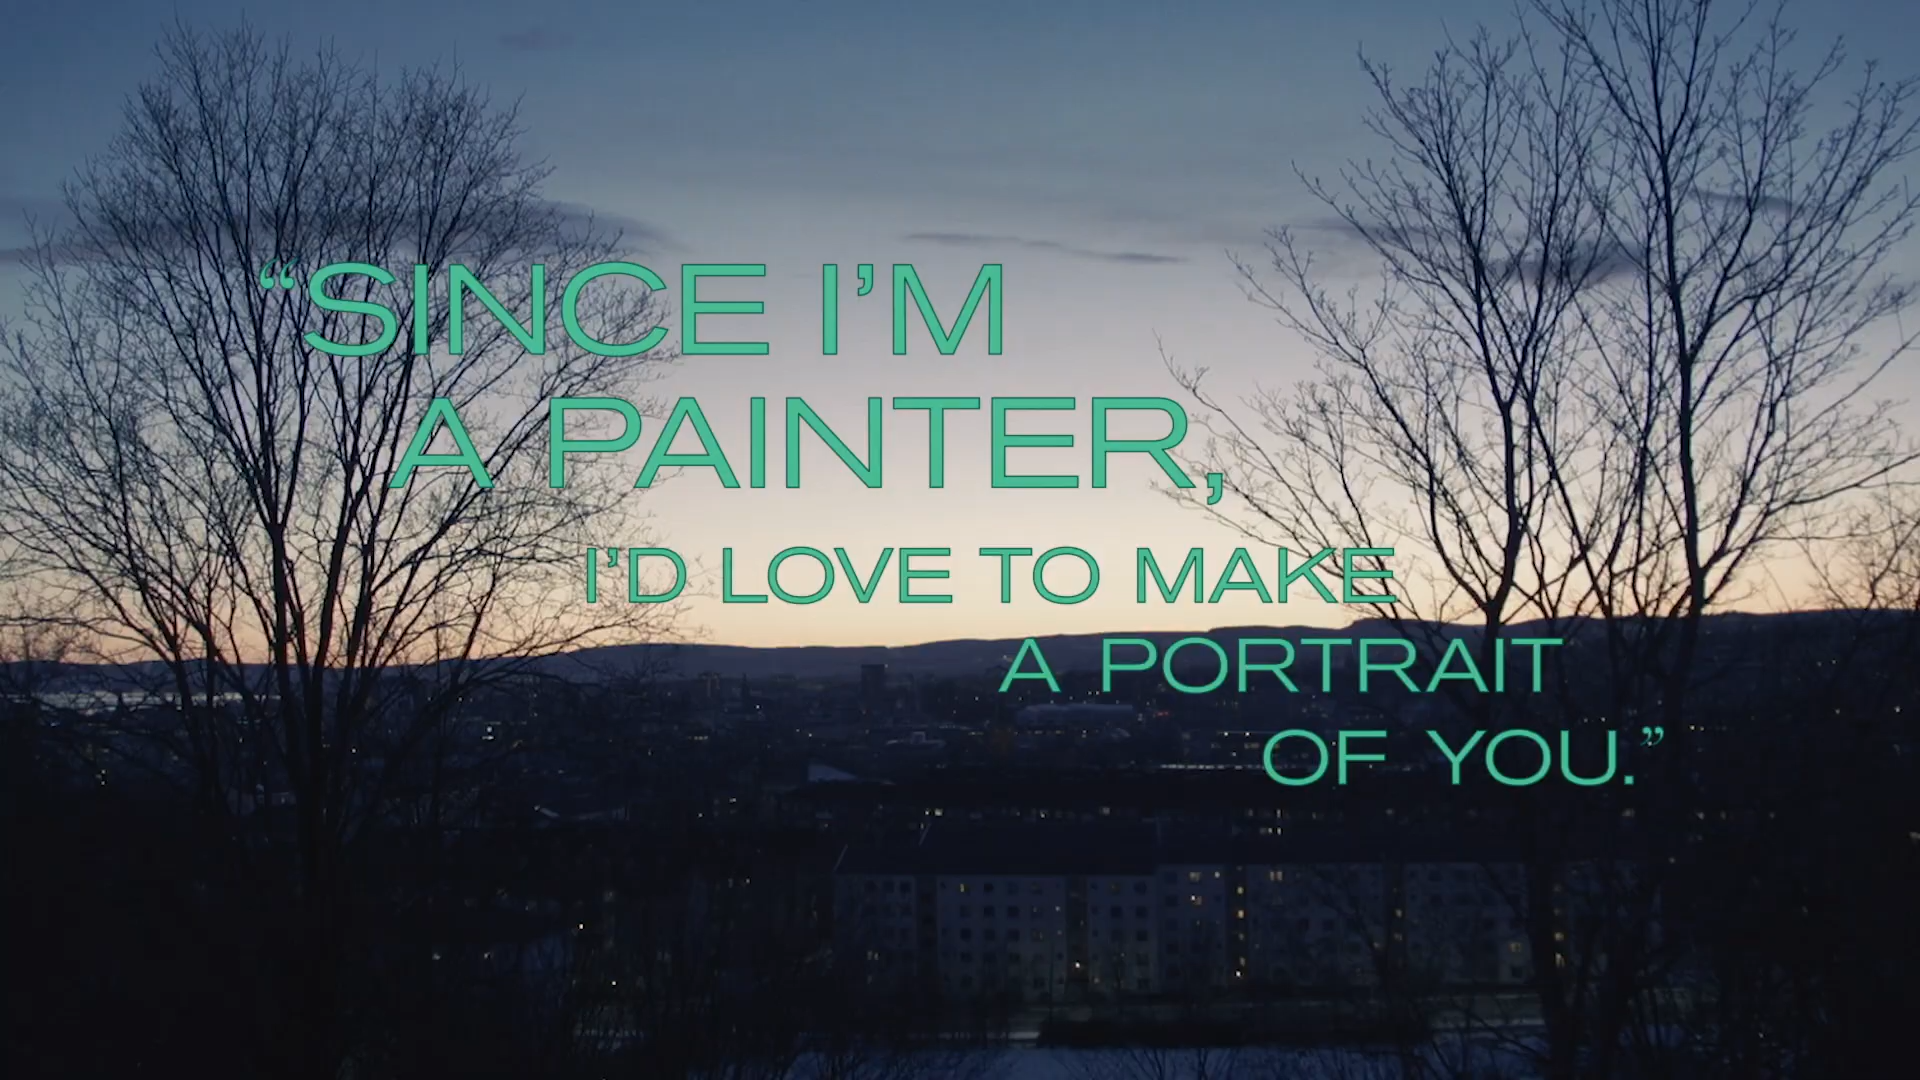 “SINCE I’M
A PAINTER,
I’D LOVE TO MAKE
A PORTRAIT
OF YOU.”